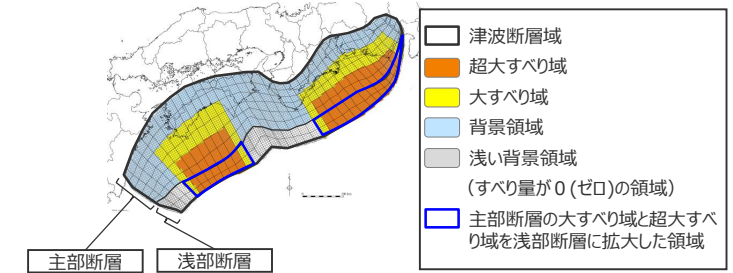 津波断層域
超大すべり域
大すべり域
背景領域
浅い背景領域
（すべり量が０(ゼロ)の領域）
主部断層の大すべり域と超大すべ
り域を浅部断層に拡大した領域
主部断層
浅部断層